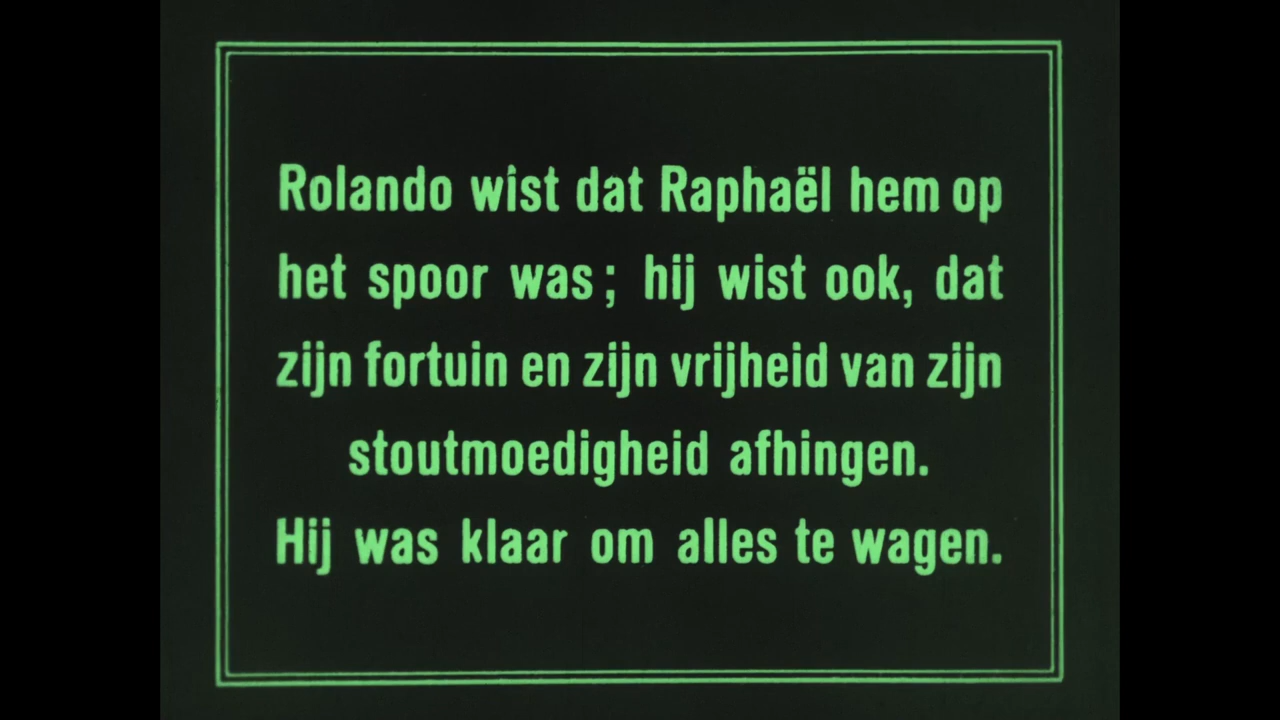 Rolando wist dat Raphaël hem op
het spoor was; hij wist ook, dat
zijn fortuin en zijn vrijheid van zijn
stoutmoedigheid afhingen.
Hij was klaar om alles te wagen.